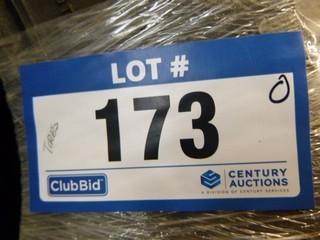 LOT #
173
ClubBid
CENTURY
AUCTIONS
A DIVISION OF CENTURY SERVICES